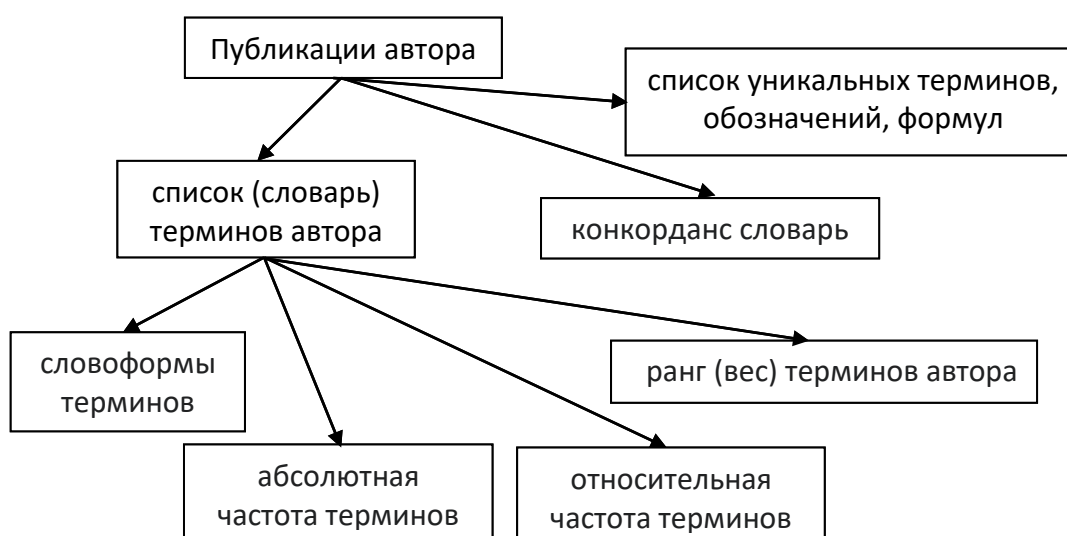 Публикации автора
список уникальных терминов,
обозначений, формул
список (словарь)
терминов автора
конкорданс словарь
словоформы
терминов
ранг (вес) терминов автора
абсолютная
частота терминов
относительная
частота терминов